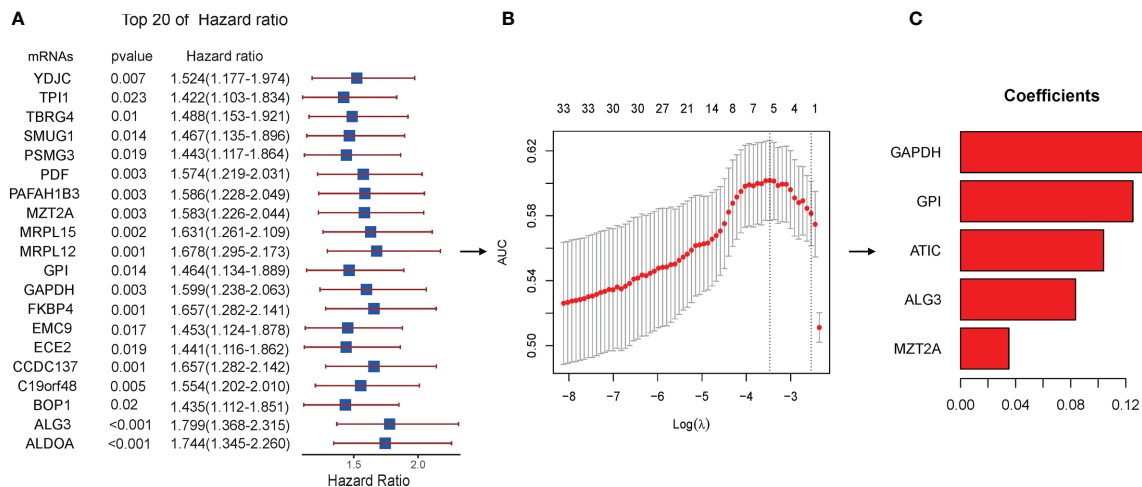 A
Top 20 of Hazard ratio
mRNAs pvalue Hazard ratio
YDJC 0.007 1.524(1.177-1.974)
TPI1 0.023 1.422(1.103-1.834)
TBRG4 0.01 1.488(1.153-1.921)
SMUG1 0.014 1.467(1.135-1.896)
PSMG3 0.019 1.443(1.117-1.864)
PDF 0.003 1.574(1.219-2.031)
PAFAH1B3 0.003 1.586(1.228-2.049)
MZT2A 0.003 1.583(1.226-2.044)
MRPL15 0.002 1.631(1.261-2.109)
MRPL12 0.001 1.678(1.295-2.173)
GPI 0.014 1.464(1.134-1.889)
GAPDH 0.003 1.599(1.238-2.063)
FKBP4 0.001 1.657(1.282-2.141)
EMC9 0.017 1.453(1.124-1.878)
ECE2 0.019 1.441(1.116-1.862)
CCDC137 0.001 1.657(1.282-2.142)
C19orf48 0.005 1.554(1.202-2.010)
BOP1 0.02 1.435(1.112-1.851)
ALG3 <0.001 1.799(1.368-2.315)
ALDOA <0.001 1.744(1.345-2.260)
1.5 2.0
Hazard Ratio
B
33 33 30 30 27 21 14 8 7 5 4 1
0.62
0.58
0.54
0.50
AUC
−8 −7 −6 −5 −4 −3
Log(λ)
C
Coefficients
GAPDH
GPI
ATIC
ALG3
MZT2A
0.00 0.04 0.08 0.12